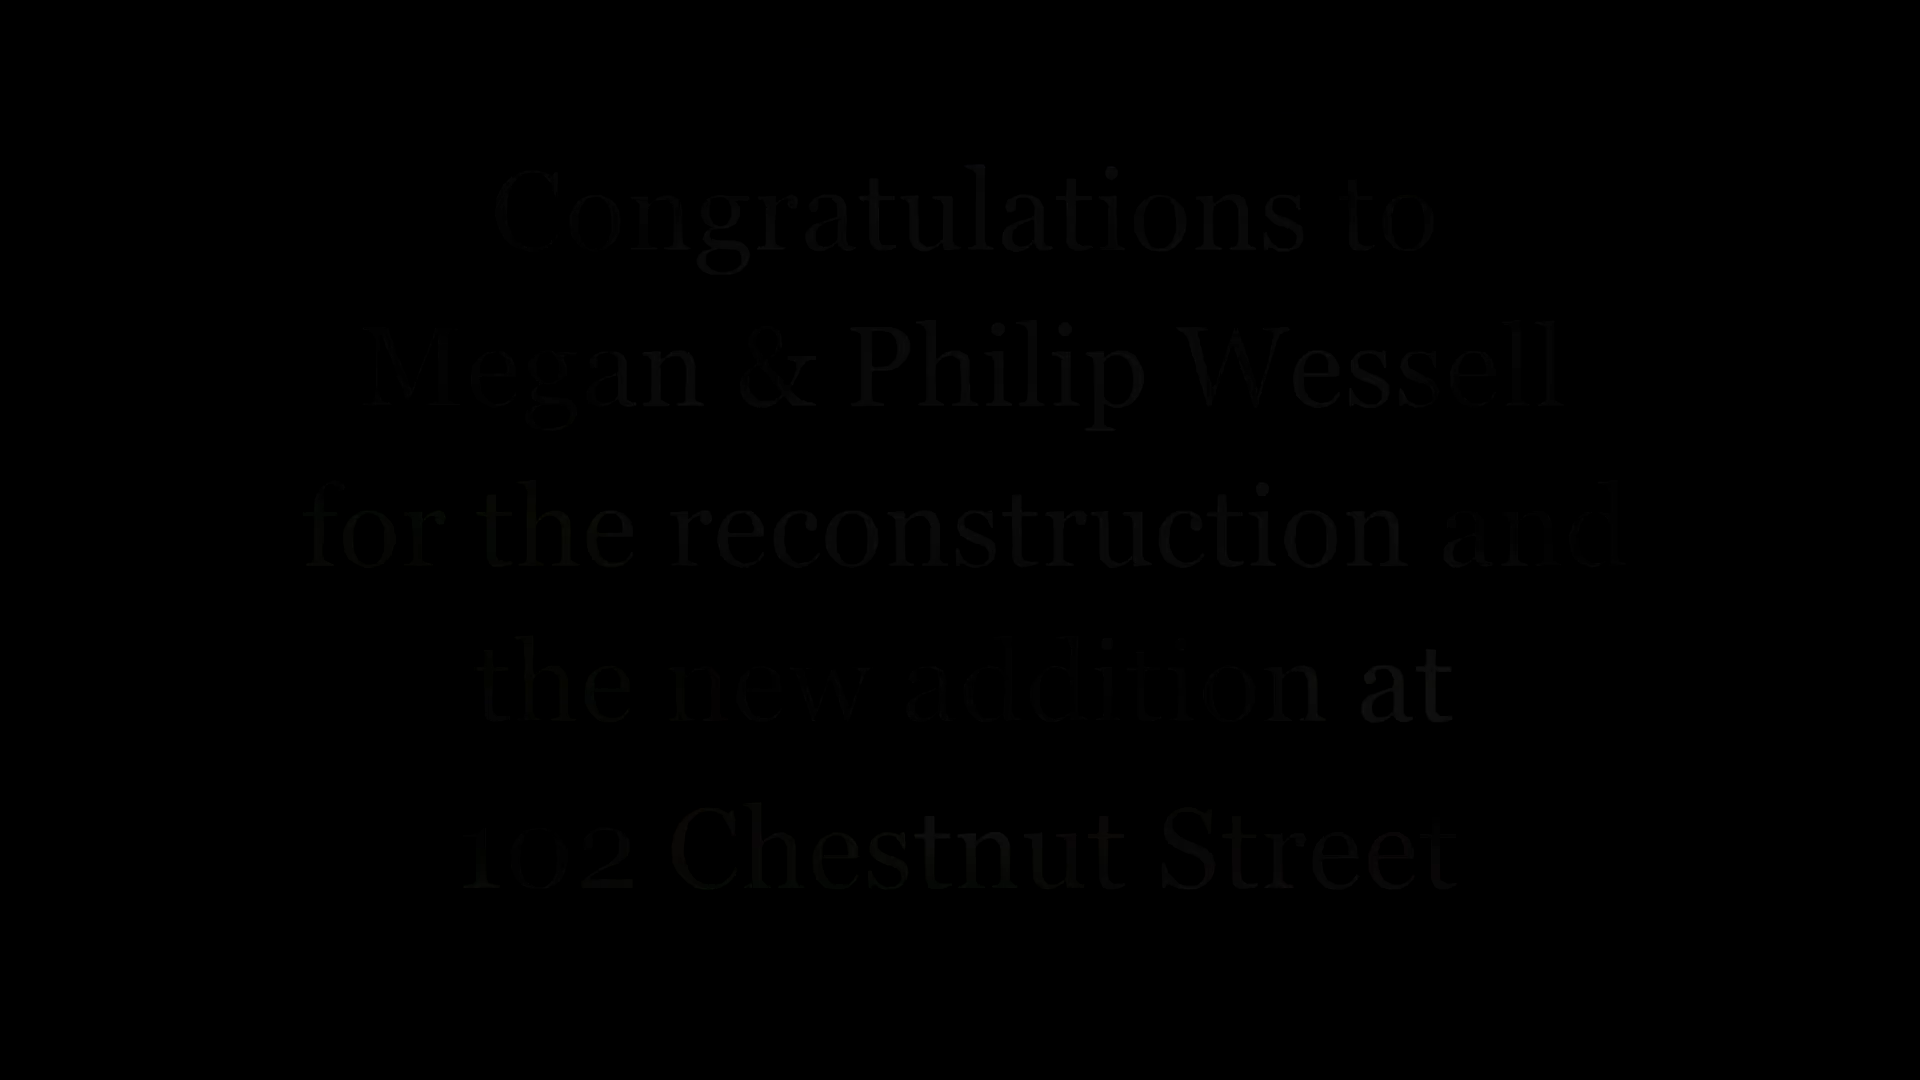 Congratulations to
Megan & Philip Wessell
for the reconstruction and
the new addition at
102 Chestnut Street